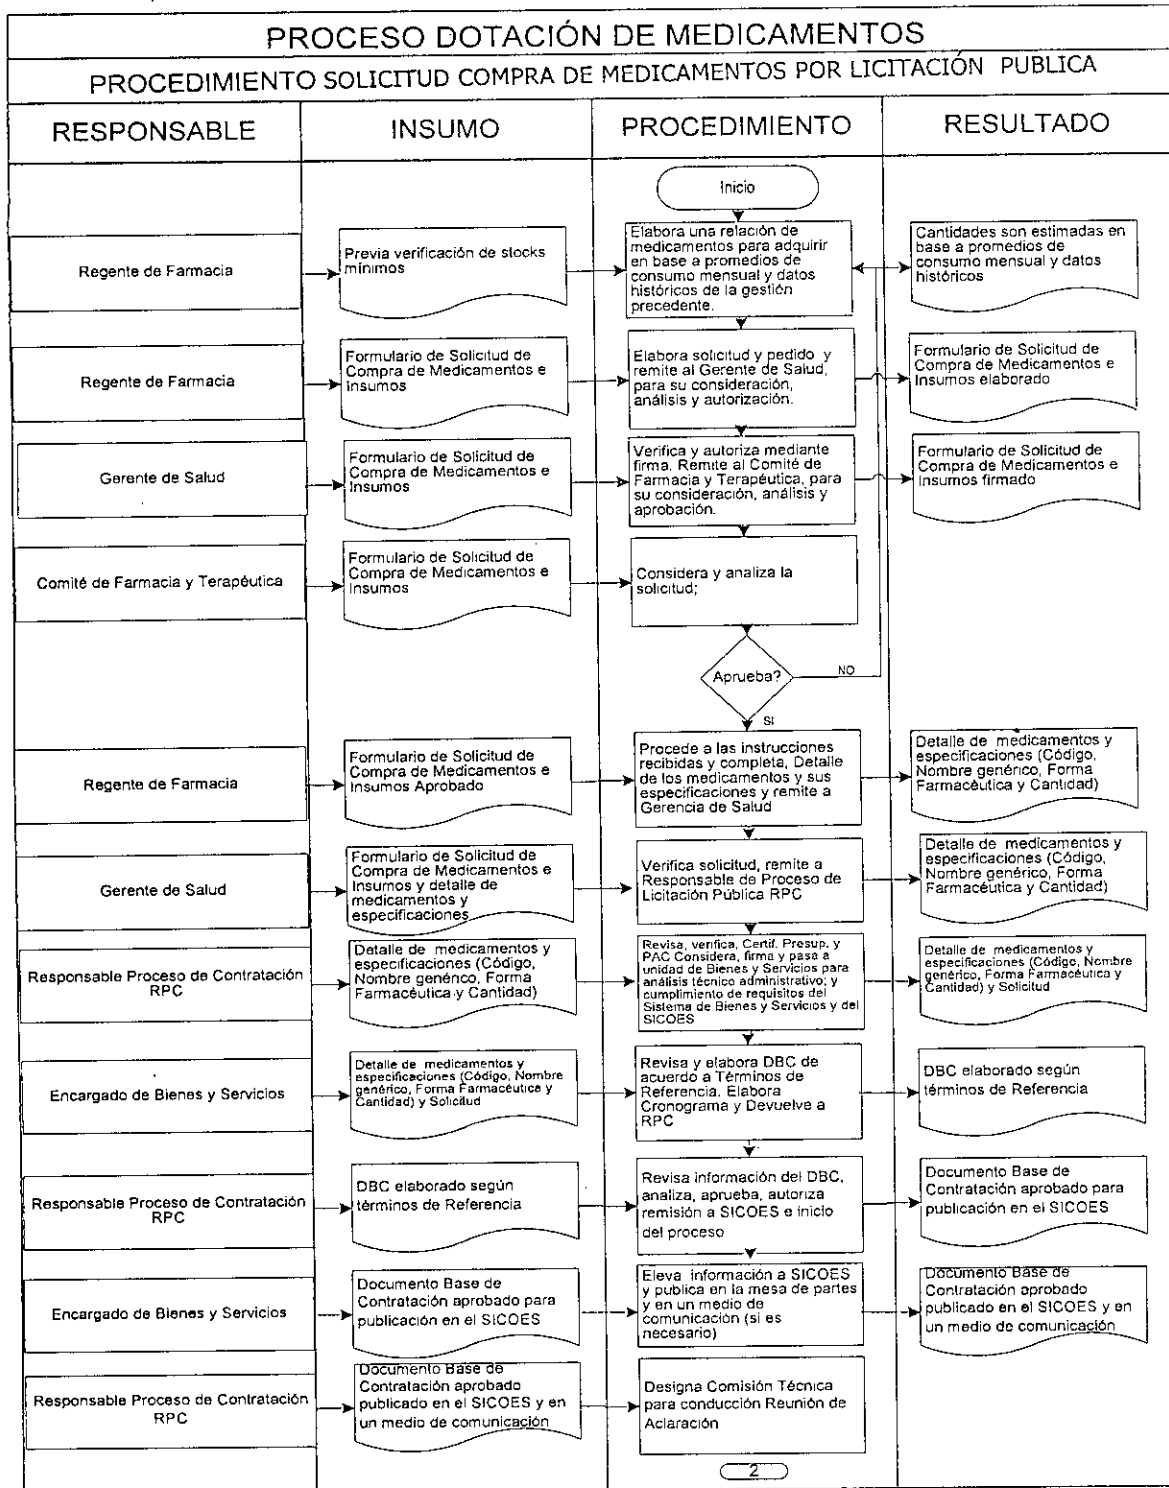 PROCESO DOTACIÓN DE MEDICAMENTOS
PROCEDIMIENTO SOLICITUD COMPRA DE MEDICAMENTOS POR LICITACIÓN PUBLICA
RESPONSABLE
INSUMO
PROCEDIMIENTO
RESULTADO
Inicio
Regente de Farmacia
Previa verificación de stocks
mínimos
Elabora una relación de
medicamentos para adquirir
en base a promedios de
consumo mensual y datos
históricos de la gestión
precedente.
Cantidades son estimadas en
base a promedios de
consumo mensual y datos
históricos
Regente de Farmacia
Formulario de Solicitud de
Compra de Medicamentos e
Insumos
Elabora solicitud y pedido y
remite al Gerente de Salud,
para su consideración,
análisis y autorización.
Formulario de Solicitud de
Compra de Medicamentos e
Insumos elaborado
Gerente de Salud
Formulario de Solicitud de
Compra de Medicamentos e
Insumos
Verifica y autoriza mediante
firma. Remite al Comité de
Farmacia y Terapéutica, para
su consideración, análisis y
aprobación.
Formulario de Solicitud de
Compra de Medicamentos e
Insumos firmado
Comité de Farmacia y Terapéutica
Formulario de Solicitud de
Compra de Medicamentos e
Insumos
Considera y analiza la
solicitud;
Aprueba?
NO
SI
Regente de Farmacia
Formulario de Solicitud de
Compra de Medicamentos e
Insumos Aprobado
Procede a las instrucciones
recibidas y completa, Detalle
de los medicamentos y sus
especificaciones y remite a
Gerencia de Salud
Detalle de medicamentos y
especificaciones (Código,
Nombre genérico, Forma
Farmacéutica y Cantidad)
Gerente de Salud
Formulario de Solicitud de
Compra de Medicamentos e
Insumos y detalle de
medicamentos y
especificaciones
Verifica solicitud, remite a
Responsable de Proceso de
Licitación Pública RPC
Detalle de medicamentos y
especificaciones (Código,
Nombre genérico, Forma
Farmacéutica y Cantidad)
Responsable Proceso de Contratación
RPC
Detalle de medicamentos y
especificaciones (Código,
Nombre genérico, Forma
Farmacéutica y Cantidad)
Revisa, verifica, Certif. Presup. y
PAC Considera, firma y pasa a
unidad de Bienes y Servicios para
análisis técnico administrativo; y
cumplimiento de requisitos del
Sistema de Bienes y Servicios y del
SICOES
Detalle de medicamentos y
especificaciones (Código, Nombre
genérico, Forma Farmacéutica y
Cantidad) y Solicitud
Encargado de Bienes y Servicios
Detalle de medicamentos y
especificaciones (Código, Nombre
genérico, Forma Farmacéutica y
Cantidad) y Solicitud
Revisa y elabora DBC de
acuerdo a Términos de
Referencia. Elabora
Cronograma y Devuelve a
RPC
DBC elaborado según
términos de Referencia
Responsable Proceso de Contratación
RPC
DBC elaborado según
términos de Referencia
Revisa información del DBC,
analiza, aprueba, autoriza
remisión a SICOES e inicio
del proceso
Documento Base de
Contratación aprobado para
publicación en el SICOES
Encargado de Bienes y Servicios
Documento Base de
Contratación aprobado para
publicación en el SICOES
Eleva información a SICOES
y publica en la mesa de partes
y en un medio de
comunicación (si es
necesario)
Documento Base de
Contratación aprobado
publicado en el SICOES y en
un medio de comunicación
Responsable Proceso de Contratación
RPC
Documento Base de
Contratación aprobado
publicado en el SICOES y en
un medio de comunicación
Designa Comisión Técnica
para conducción Reunión de
Aclaración
2